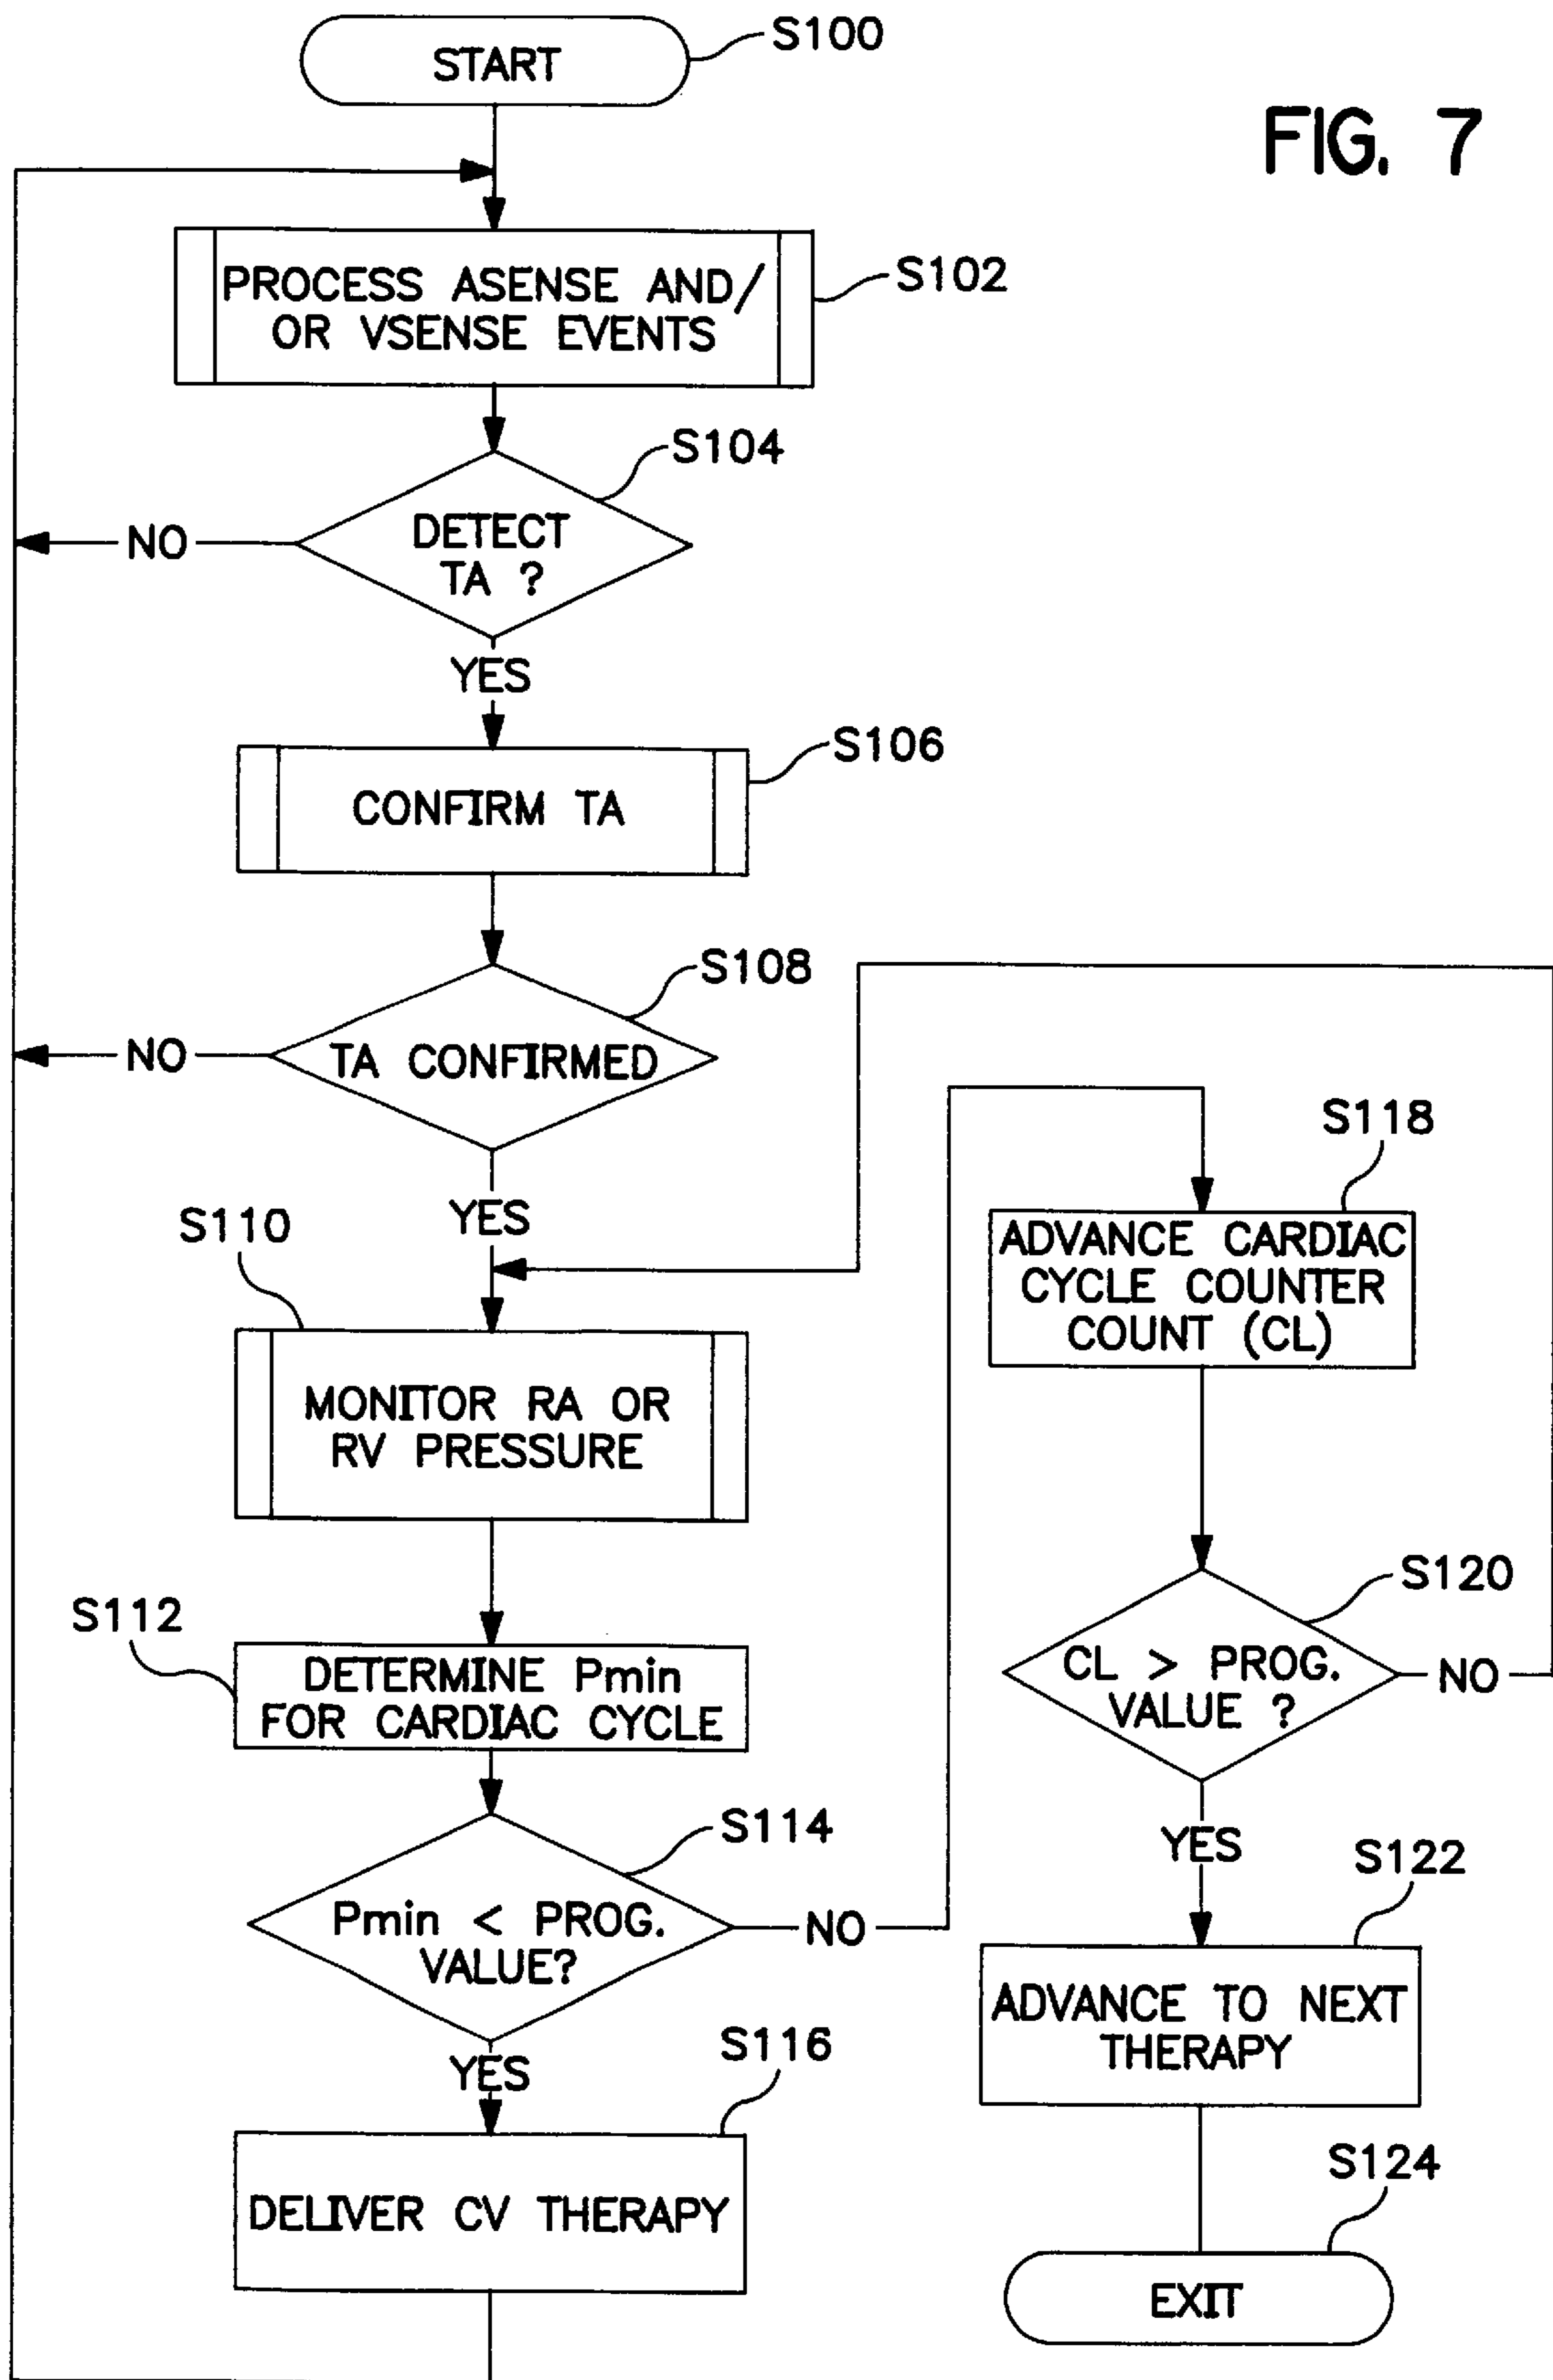 START
S100
FIG. 7
PROCESS ASENSE AND/
OR VSENSE EVENTS
S102
S104
DETECT
TA ?
NO
YES
S106
CONFIRM TA
S108
TA CONFIRMED
NO
YES
S110
MONITOR RA OR
RV PRESSURE
S112
DETERMINE Pmin
FOR CARDIAC CYCLE
S114
Pmin < PROG.
VALUE?
NO
YES
S116
DELIVER CV THERAPY
S118
ADVANCE CARDIAC
CYCLE COUNTER
COUNT (CL)
S120
CL > PROG.
VALUE ?
NO
YES
S122
ADVANCE TO NEXT
THERAPY
S124
EXIT